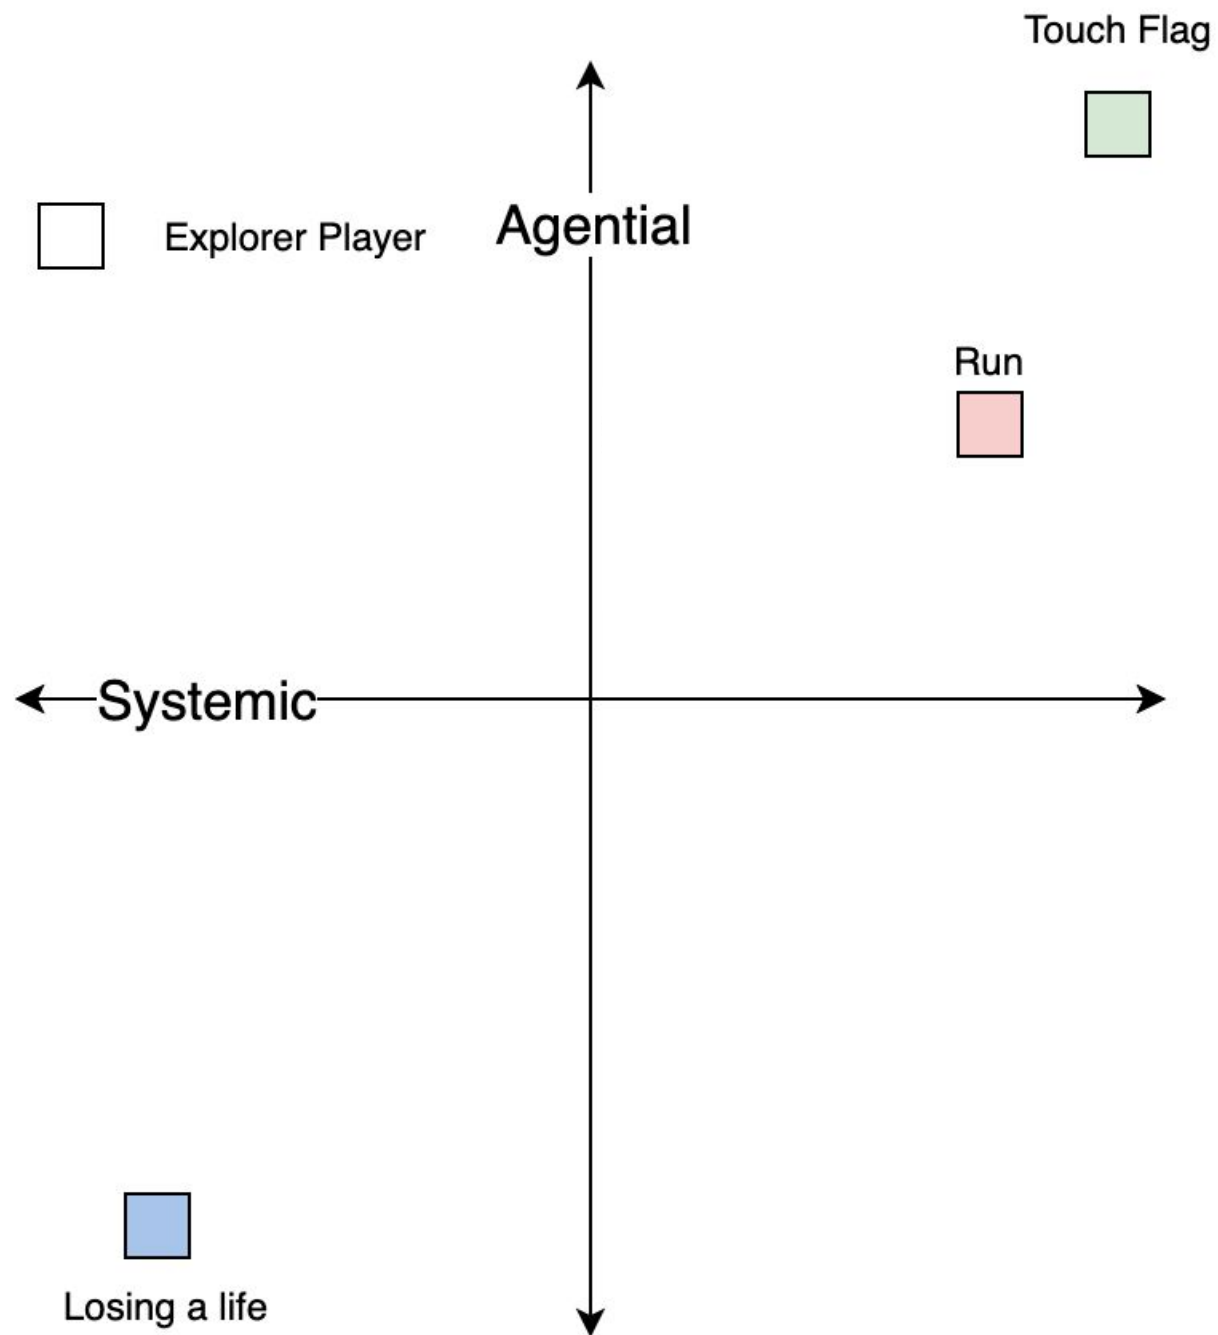 Touch Flag
Explorer Player
Agential
Run
Systemic
Losing a life